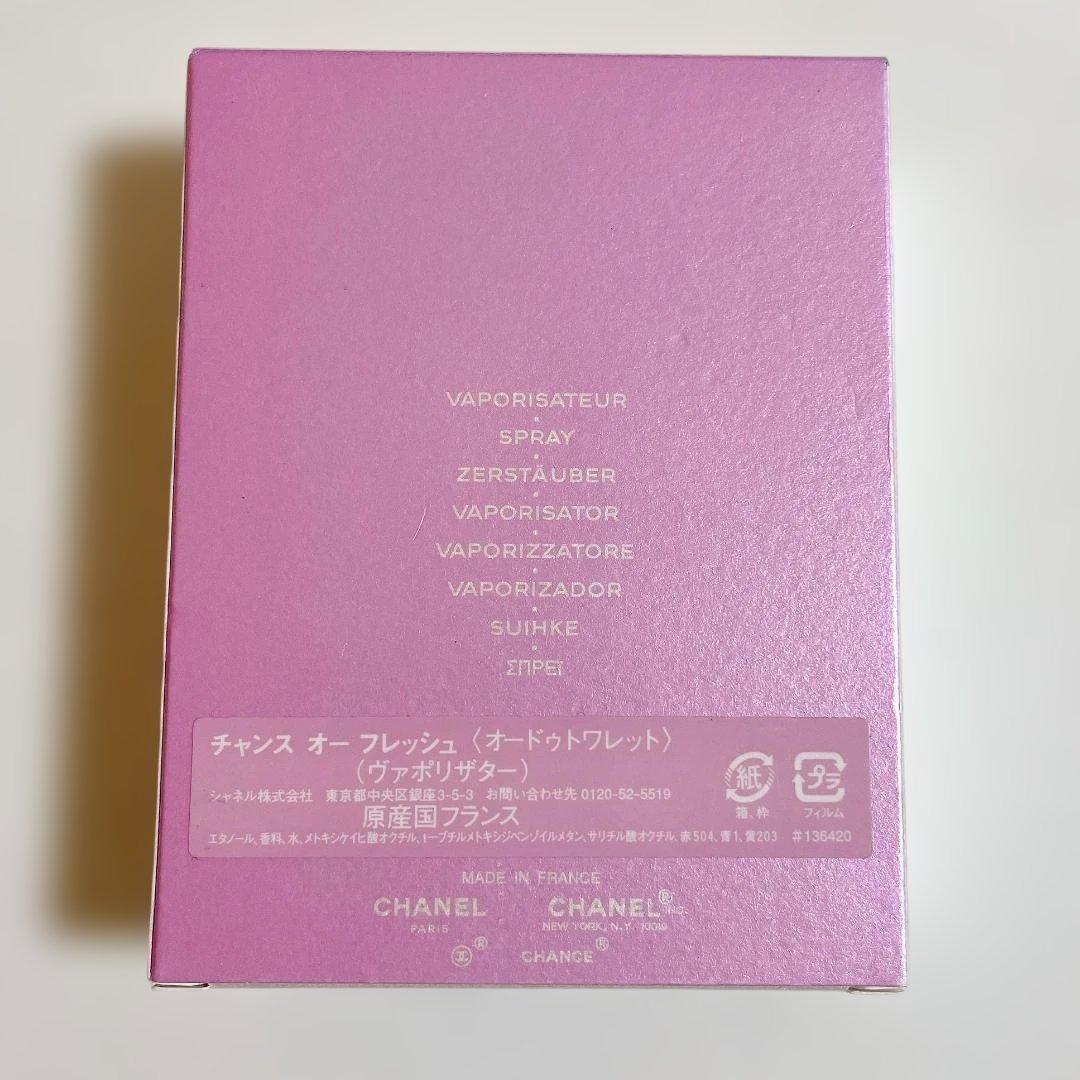 VAPORISATEUR
SPRAY
ZERSTÄUBER
VAPORISATOR
VAPORIZZATORE
VAPORIZADOR
SUIHKE
ΣΠΡΕΪ
チャンス オー フレッシュ〈オードゥトワレット〉
(ヴァポリザター)
シャネル株式会社 東京都中央区銀座3-5-3 お問い合わせ先 0120-52-5519
原産国フランス
エタノール、香料、水、メトキシケイヒ酸オクチル、t-ブチルメトキシジベンゾイルメタン、サリチル酸オクチル、赤504、青1、黄203 #136420
紙
箱、枠
プラ
フィルム
MADE IN FRANCE
CHANEL
PARIS
CHANEL® INC.
NEW YORK, N.Y. 10019
® CHANCE®